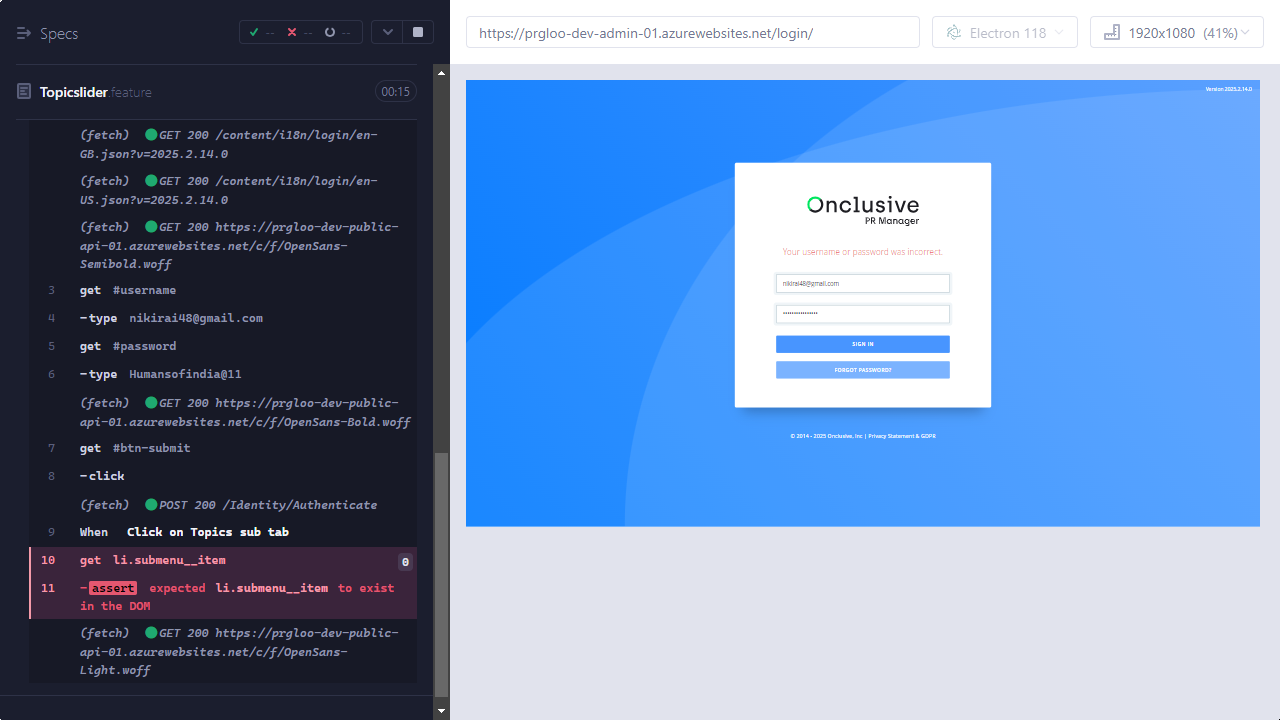 Specs
-- -- --
Topicslider.feature
00:15
(fetch) GET 200 /content/i18n/login/en-
GB.json?v=2025.2.14.0
(fetch) GET 200 /content/i18n/login/en-
US.json?v=2025.2.14.0
(fetch) GET 200 https://prgloo-dev-public-
api-01.azurewebsites.net/c/f/OpenSans-
Semibold.woff
3 get #username
4 -type nikirai48@gmail.com
5 get #password
6 -type Humansofindia@11
(fetch) GET 200 https://prgloo-dev-public-
api-01.azurewebsites.net/c/f/OpenSans-Bold.woff
7 get #btn-submit
8 -click
(fetch) POST 200 /Identity/Authenticate
9 When Click on Topics sub tab
10 get li.submenu__item 0
11 -assert expected li.submenu__item to exist
in the DOM
(fetch) GET 200 https://prgloo-dev-public-
api-01.azurewebsites.net/c/f/OpenSans-
Light.woff
https://prgloo-dev-admin-01.azurewebsites.net/login/
Electron 118
1920x1080 (41%)
Version 2025.2.14.0
Onclusive
PR Manager
Your username or password was incorrect.
nikirai48@gmail.com
••••••••••••••••
SIGN IN
FORGOT PASSWORD?
© 2014 - 2025 Onclusive, Inc | Privacy Statement & GDPR